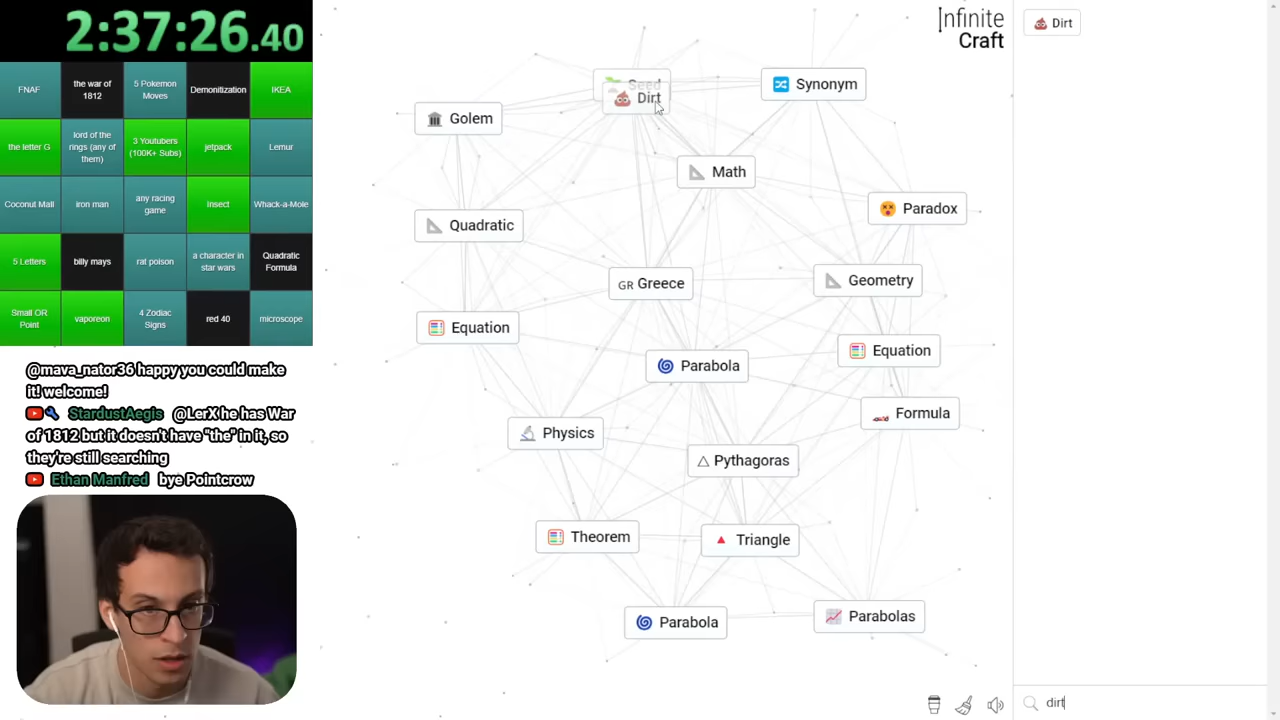 2:37:26.40
FNAF
the war of
1812
5 Pokemon
Moves
Demonitization
IKEA
the letter G
lord of the
rings (any of
them)
3 Youtubers
(100K+ Subs)
jetpack
Lemur
Coconut Mall
iron man
any racing
game
Insect
Whack-a-Mole
5 Letters
billy mays
rat poison
a character in
star wars
Quadratic
Formula
Small OR
Point
vaporeon
4 Zodiac
Signs
red 40
microscope
@mava_nator36 happy you could make
it! welcome!
StardustAegis @LerX he has War
of 1812 but it doesn't have "the" in it, so
they're still searching
Ethan Manfred bye Pointcrow
Infinite
Craft
Seed
Dirt
Synonym
Golem
Math
Paradox
Quadratic
GR Greece
Geometry
Equation
Equation
Parabola
Formula
Physics
Pythagoras
Theorem
Triangle
Parabola
Parabolas
Dirt
dirt